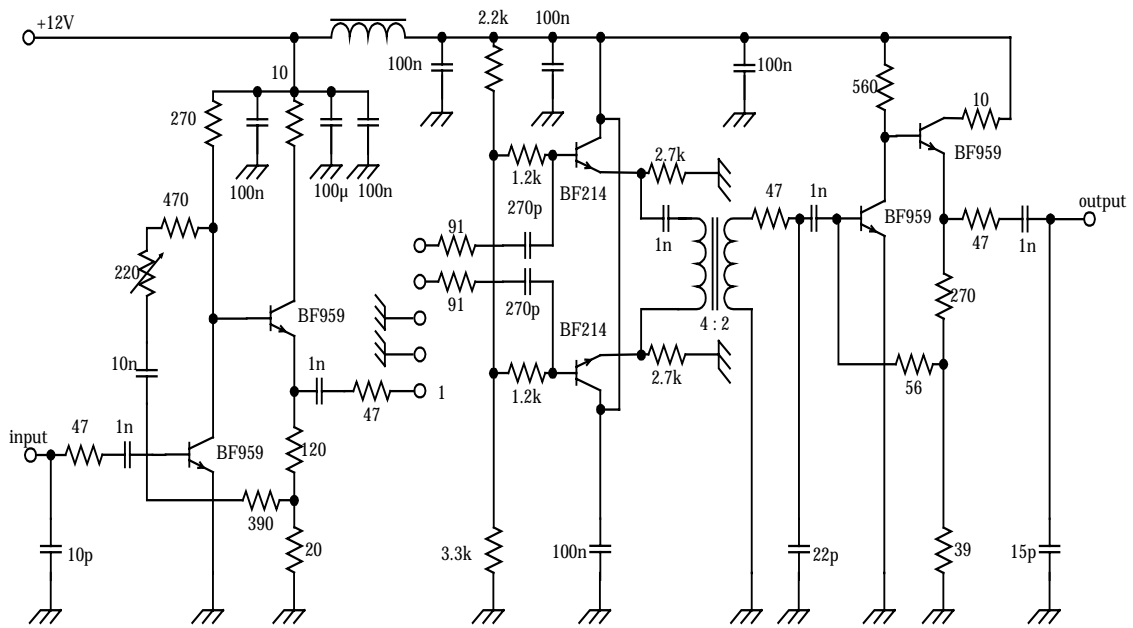 2.2k
100n
+12V
100n
100n
10
560
10
270
BF959
100n
100µ
100n
1.2k
2.7k
BF214
470
47
1n
output
270p
BF959
91
1n
47
1n
220
91
270
BF959
270p
4 : 2
BF214
10n
1n
2.7k
56
47
1
1.2k
input
47
1n
BF959
120
390
10p
20
3.3k
100n
22p
39
15p